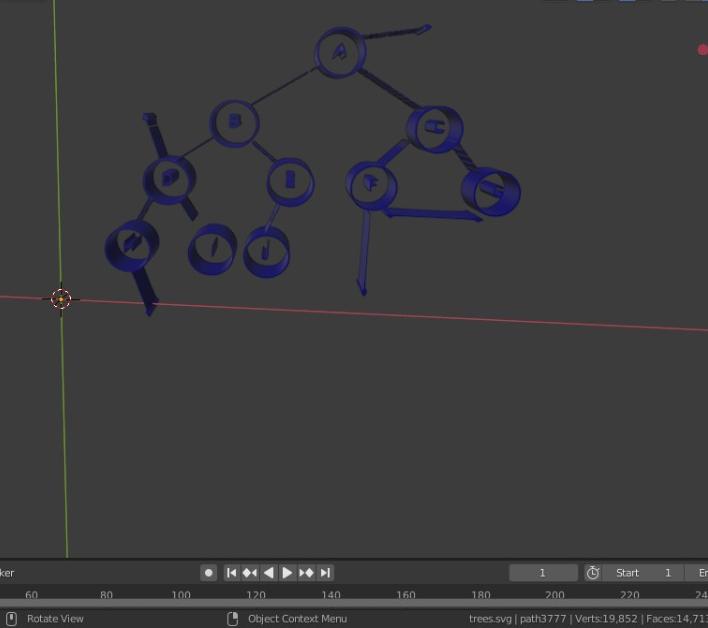 A
B
H
D
E
F
I
J
ker
1
Start 1 En
60 80 100 120 140 160 180 200 220 24
Rotate View Object Context Menu trees.svg | path3777 | Verts:19,852 | Faces:14,713